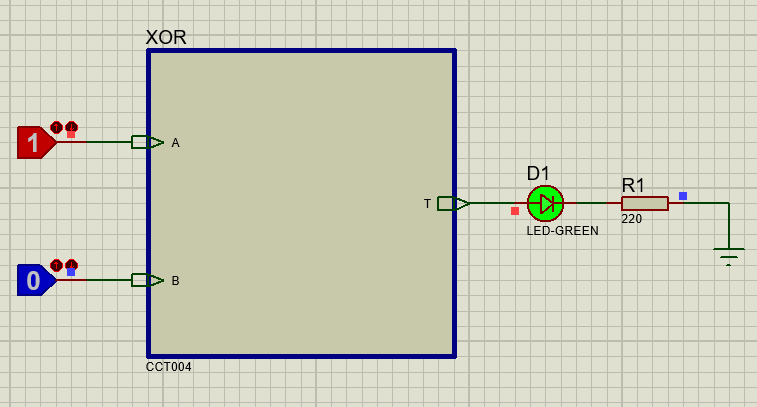 XOR
1
A
D1
R1
T
220
LED-GREEN
0
B
CCT004